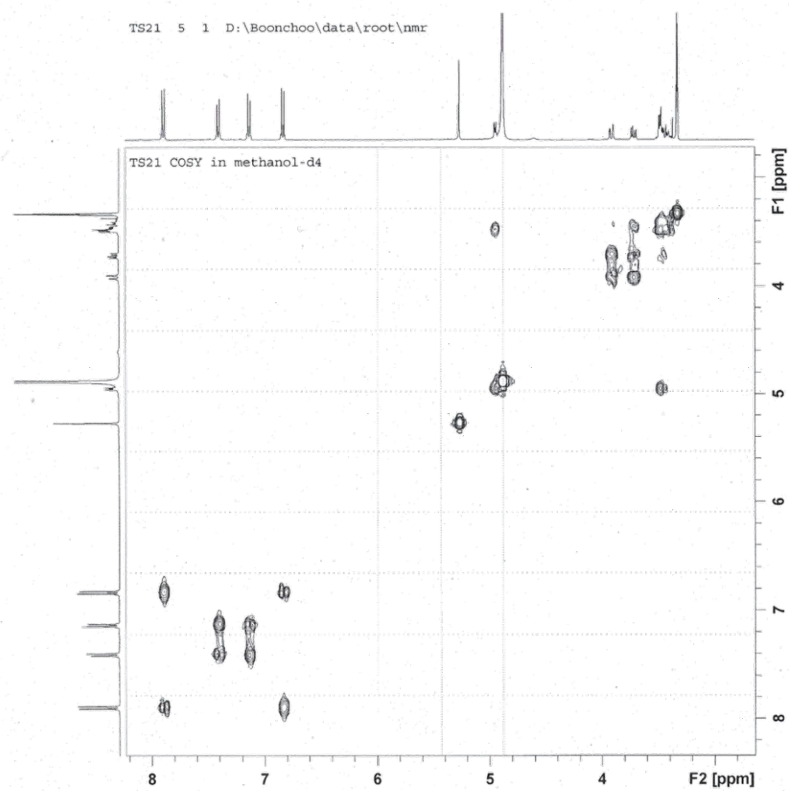 TS21 5 1 D:\Boonchoo\data\root\nmr
TS21 COSY in methanol-d4
F1 [ppm]
4
5
6
7
8
8
7
6
5
4
F2 [ppm]